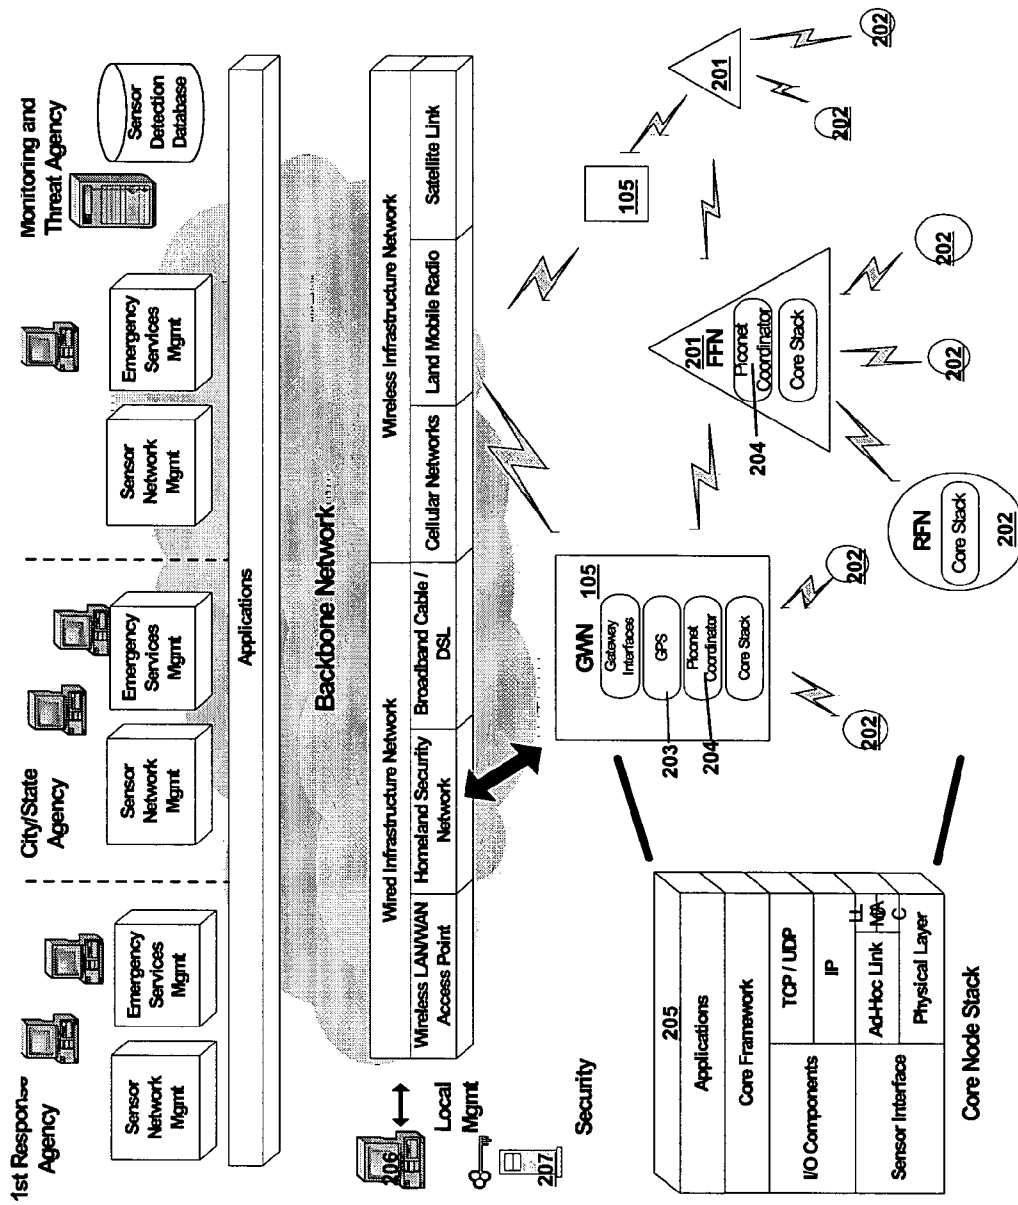 1st Response
Agency
City/State
Agency
Monitoring and
Threat Agency
Sensor
Network
Mgmt
Emergency
Services
Mgmt
Sensor
Network
Mgmt
Emergency
Services
Mgmt
Sensor
Network
Mgmt
Emergency
Services
Mgmt
Sensor
Detection
Database
Applications
Backbone Network
Wired Infrastructure Network
Wireless Infrastructure Network
Wireless LAN/WAN
Access Point
Homeland Security
Network
Broadband Cable /
DSL
Cellular Networks
Land Mobile Radio
Satellite Link
206
Local
Mgmt
207
Security
GWN
105
Gateway
Interfaces
GPS
Piconet
Coordinator
Core Stack
203
204
202
202
201
FFN
Piconet
Coordinator
Core Stack
204
105
201
202
202
202
202
RFN
Core Stack
202
205
Applications
Core Framework
I/O Components
TCP / UDP
IP
Sensor Interface
Ad-Hoc Link
Physical Layer
Core Node Stack